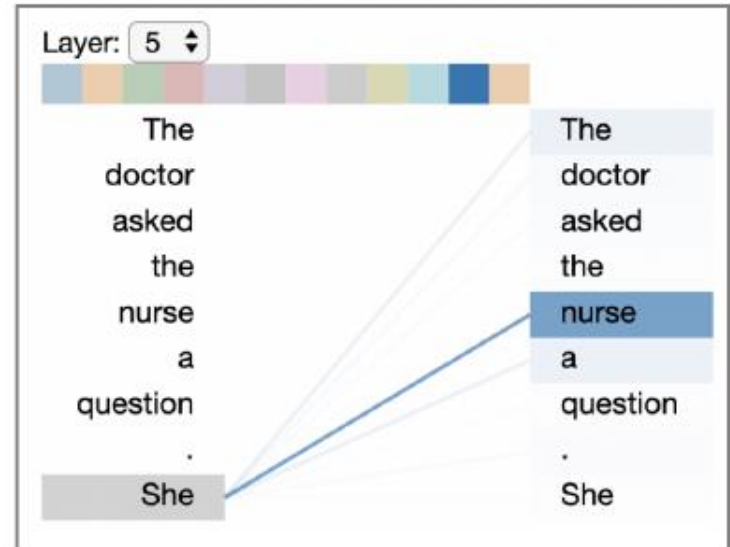 Layer: 5
The The
doctor doctor
asked asked
the the
nurse nurse
a a
question question
. .
She She